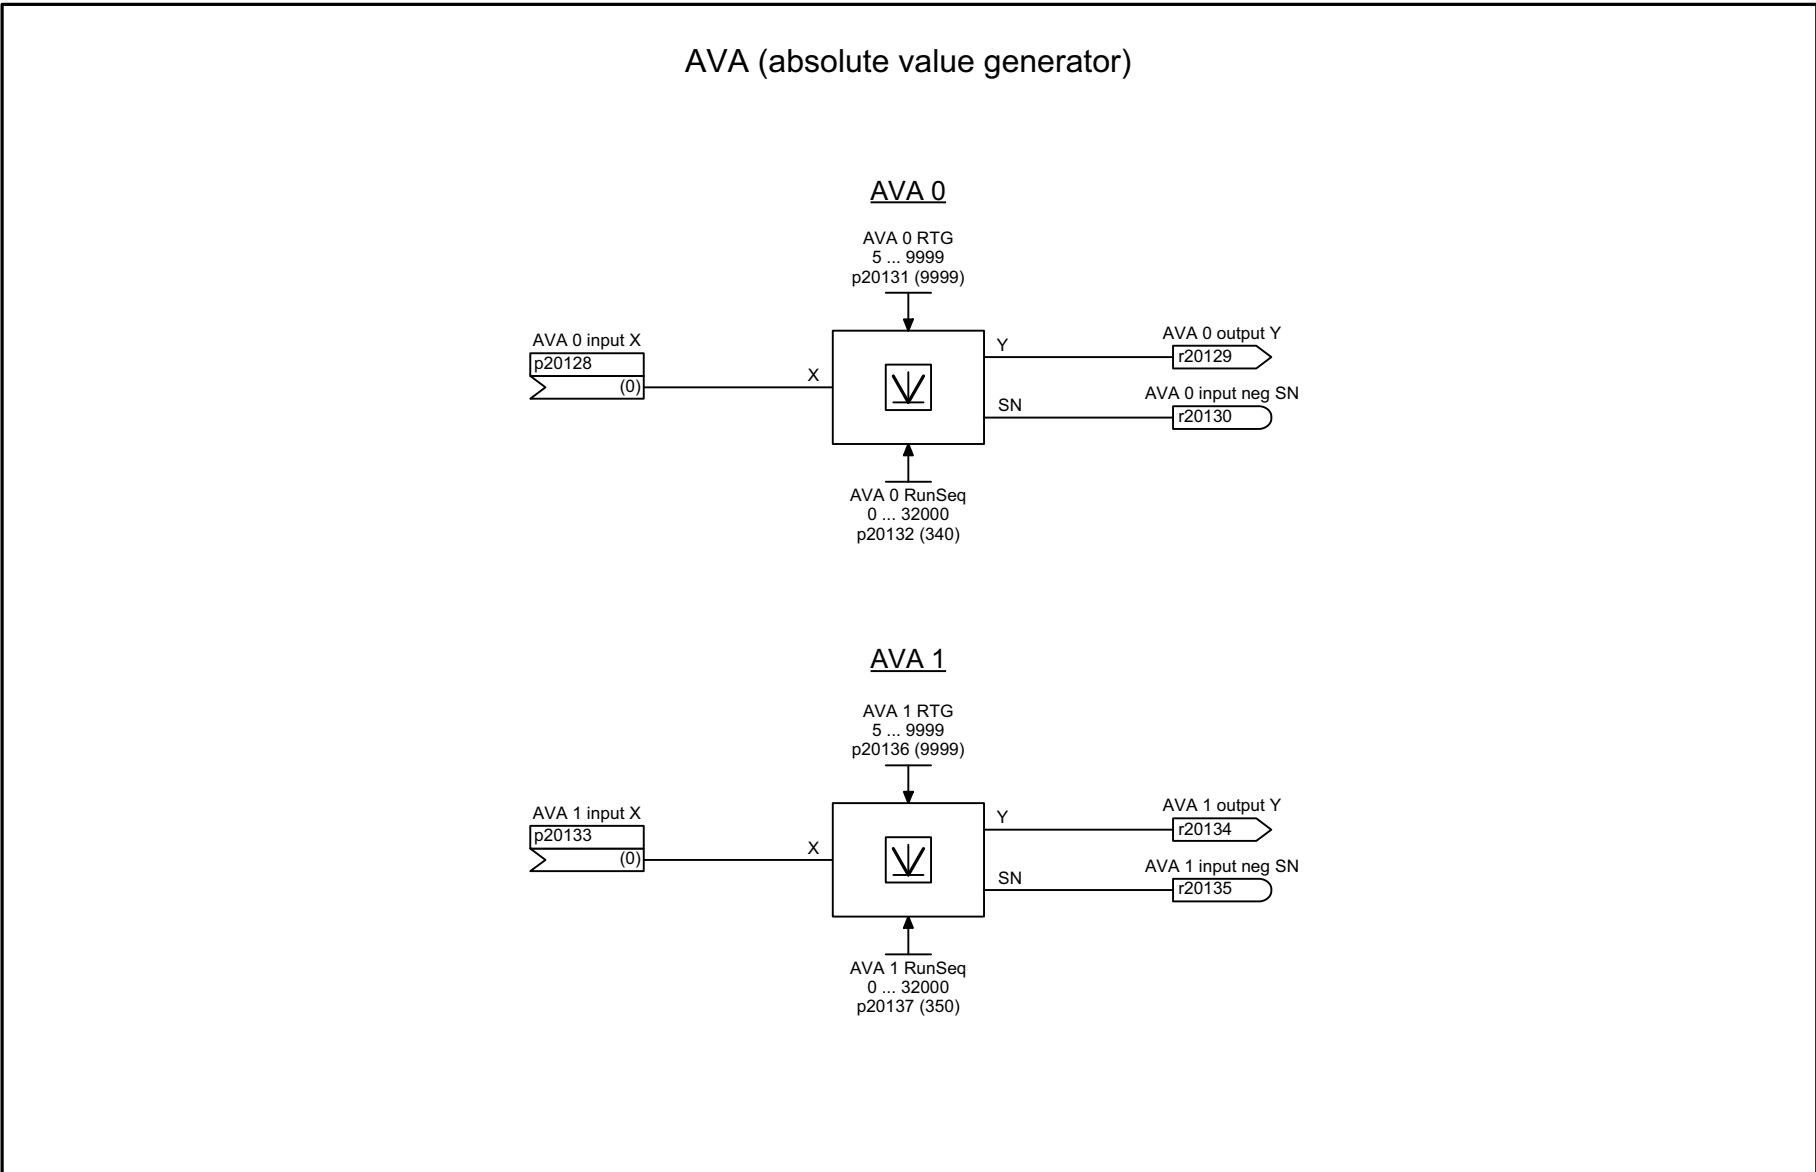 AVA (absolute value generator)
AVA 0
AVA 0 RTG
5 ... 9999
p20131 (9999)
AVA 0 input X
p20128
(0)
X
Y
AVA 0 output Y
r20129
SN
AVA 0 input neg SN
r20130
AVA 0 RunSeq
0 ... 32000
p20132 (340)
AVA 1
AVA 1 RTG
5 ... 9999
p20136 (9999)
AVA 1 input X
p20133
(0)
X
Y
AVA 1 output Y
r20134
SN
AVA 1 input neg SN
r20135
AVA 1 RunSeq
0 ... 32000
p20137 (350)